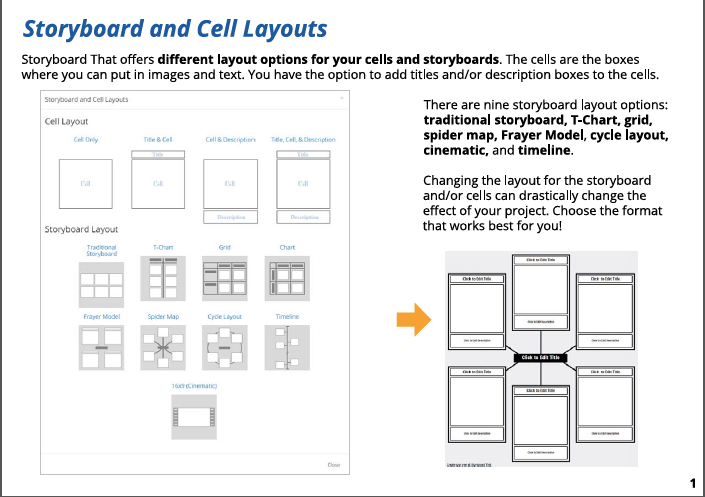 Storyboard and Cell Layouts
Storyboard That offers different layout options for your cells and storyboards. The cells are the boxes
where you can put in images and text. You have the option to add titles and/or description boxes to the cells.
Storyboard and Cell Layouts
Cell Layout
Cell Only
Title & Cell
Cell & Description
Title, Cell, & Description
Title
Title
Cell
Cell
Cell
Cell
Description
Description
Storyboard Layout
Traditional
Storyboard
T-Chart
Grid
Chart
Frayer Model
Spider Map
Cycle Layout
Timeline
16x9 (Cinematic)
Close
There are nine storyboard layout options:
traditional storyboard, T-Chart, grid,
spider map, Frayer Model, cycle layout,
cinematic, and timeline.
Changing the layout for the storyboard
and/or cells can drastically change the
effect of your project. Choose the format
that works best for you!
Click to Edit Title
Click to Edit Title
Click to Edit Title
Click to Edit Description
Click to Edit Description
Click to Edit Description
Click to Edit Title
Click to Edit Title
Click to Edit Title
Click to Edit Title
Click to Edit Description
Click to Edit Description
Click to Edit Description
1